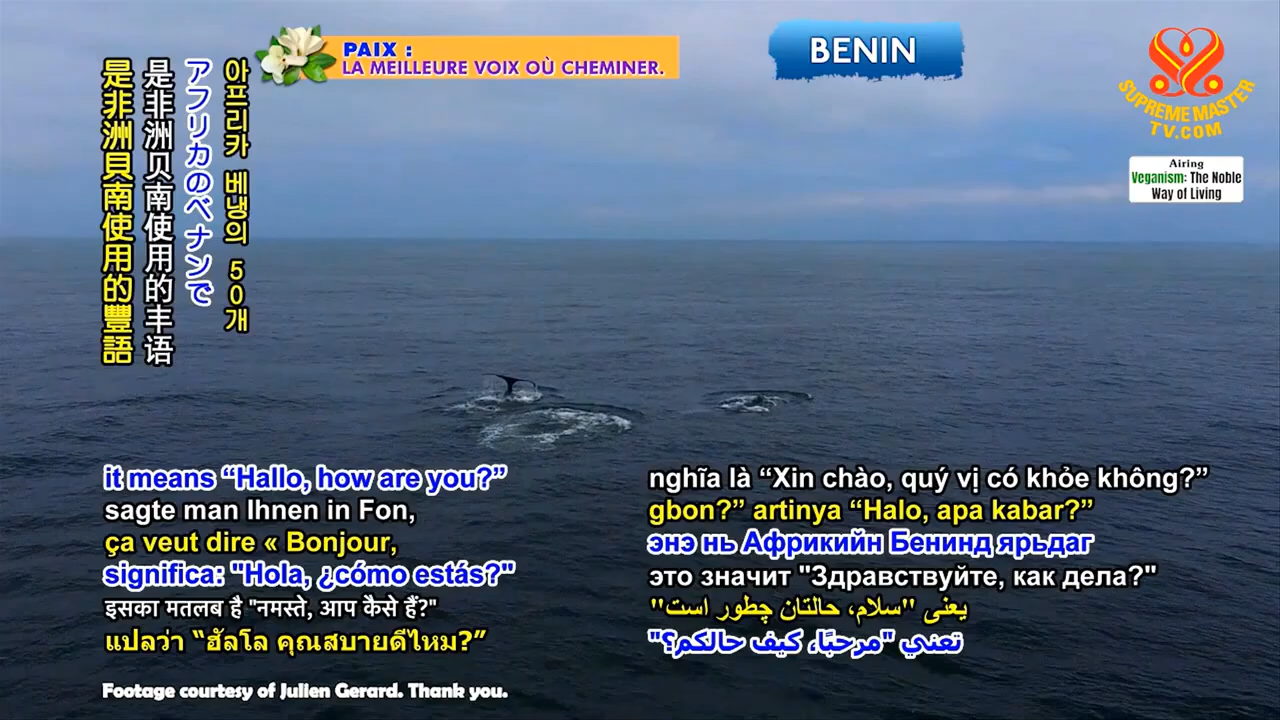 PAIX :
LA MEILLEURE VOIX OÙ CHEMINER.
BENIN
SUPREME MASTER
TV.COM
Airing
Veganism: The Noble
Way of Living
아프리카 베냉의 50개
アフリカのベナンで
是非洲贝南使用的丰语
是非洲貝南使用的豐語
it means “Hallo, how are you?”
sagte man Ihnen in Fon,
ça veut dire « Bonjour,
significa: "Hola, ¿cómo estás?"
इसका मतलब है "नमस्ते, आप कैसे हैं?"
แปลว่า “ฮัลโล คุณสบายดีไหม?”
nghĩa là “Xin chào, quý vị có khỏe không?”
gbon?” artinya “Halo, apa kabar?”
энэ нь Африкийн Бенинд ярьдаг
это значит "Здравствуйте, как дела?"
یعنی "سلام، حالتان چطور است"
تعني "مرحبًا، كيف حالكم؟"
Footage courtesy of Julien Gerard. Thank you.